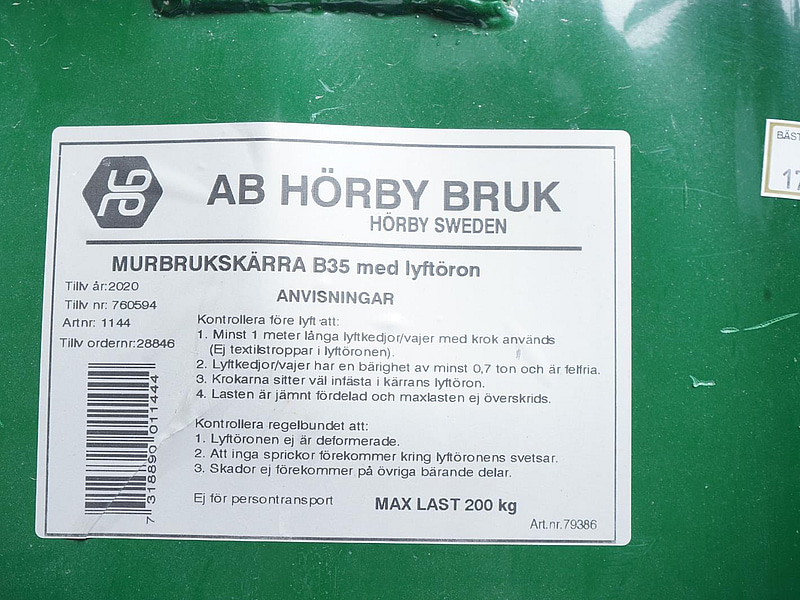 AB HÖRBY BRUK
HÖRBY SWEDEN
MURBRUKSKÄRRA B35 med lyftöron
Tillv år:2020
Tillv nr: 760594
Artnr: 1144
Tillv ordernr:28846
ANVISNINGAR
Kontrollera före lyft att:
1. Minst 1 meter långa lyftkedjor/vajer med krok används
(Ej textilstroppar i lyftöronen).
2. Lyftkedjor/vajer har en bärighet av minst 0,7 ton och är felfria.
3. Krokarna sitter väl infästa i kärrans lyftöron.
4. Lasten är jämnt fördelad och maxlasten ej överskrids.
Kontrollera regelbundet att:
1. Lyftöronen ej är deformerade.
2. Att inga sprickor förekommer kring lyftöronens svetsar.
3. Skador ej förekommer på övriga bärande delar.
Ej för persontransport
MAX LAST 200 kg
Art.nr.79386
7 318890 011444
BÄST
17